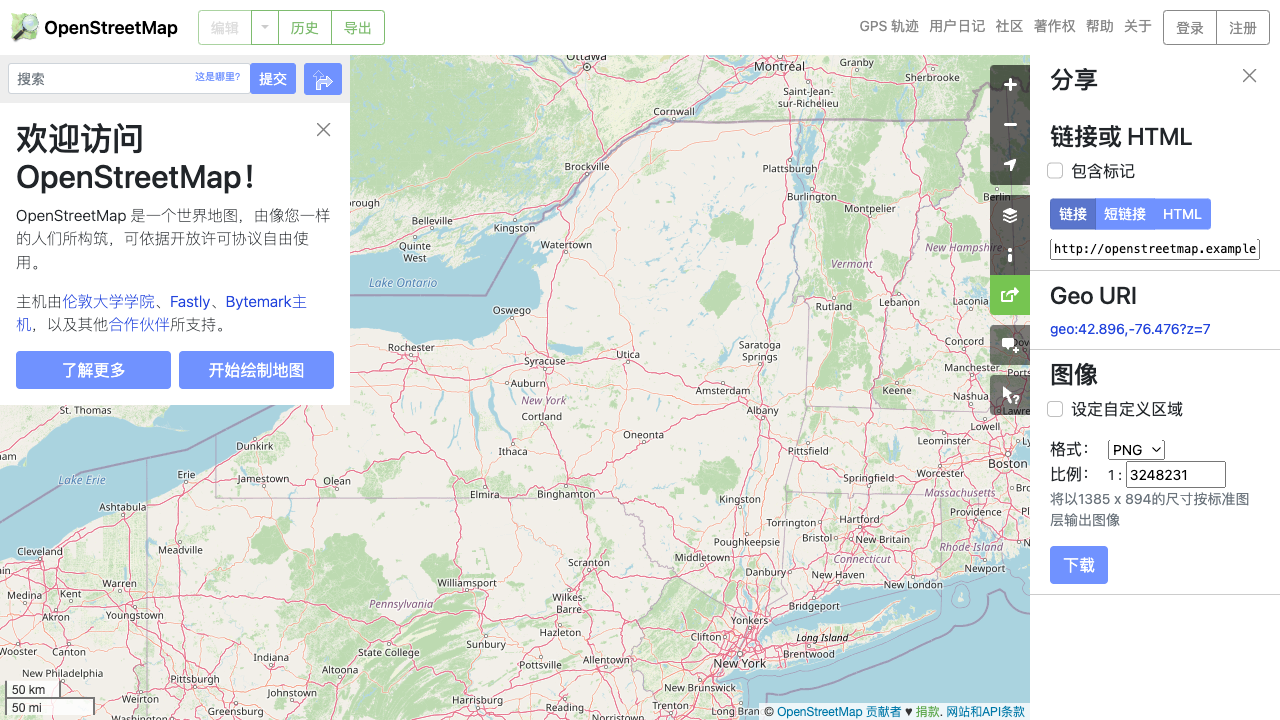 OpenStreetMap
编辑
历史
导出
GPS 轨迹
用户日记
社区
著作权
帮助
关于
登录
注册
搜索
这是哪里?
提交
欢迎访问
OpenStreetMap！
OpenStreetMap 是一个世界地图，由像您一样
的人们所构筑，可依据开放许可协议自由使
用。
主机由伦敦大学学院、Fastly、Bytemark主
机，以及其他合作伙伴所支持。
了解更多
开始绘制地图
分享
链接或 HTML
包含标记
链接
短链接
HTML
http://openstreetmap.example
Geo URI
geo:42.896,-76.476?z=7
图像
设定自定义区域
格式：
PNG
比例：
1 : 3248231
将以1385 x 894的尺寸按标准图
层输出图像
下载
Ottawa
Montréal
Granby
Sherbrooke
Saint-Jean-
sur-Richelieu
Cornwall
Brockville
Plattsburgh
Burlington
Montpelier
Berlin
Belleville
Kingston
Quinte
West
Watertown
New Hampshire
Vermont
Lake Ontario
Oswego
Rutland
Lebanon
Laconia
Rochester
Syracuse
Utica
Saratoga
Springs
Concord
Manchester
Auburn
Amsterdam
Keene
Nashua
New York
Albany
Cortland
St. Thomas
Oneonta
Pittsfield
Lowell
Leominster
Dunkirk
Ithaca
Boston
Lake Erie
Erie
Jamestown
Olean
Elmira
Binghamton
Springfield
Worcester
Massachusetts
Kingston
Ashtabula
Torrington
Hartford
Providence
Poughkeepsie
Bristol
New Britain
Cleveland
Meadville
Middletown
Connecticut
Rhode Island
Scranton
Danbury
New Haven
New London
Warren
Williamsport
Wilkes-
Barre
Medina
Kent
Akron
Youngstown
Pennsylvania
Bridgeport
Yonkers
Hazleton
Clifton
Long Island
Wooster
Canton
Butler
Indiana
State College
Sunbury
Brentwood
Altoona
Pottsville
Allentown
New York
New Philadelphia
Pittsburgh
Johnstown
Reading
New Brunswick
Weirton
Greensburg
Harrisburg
Trenton
Long Branch
Washington
Norristown
50 km
50 mi
© OpenStreetMap 贡献者 ♥ 捐款. 网站和API条款